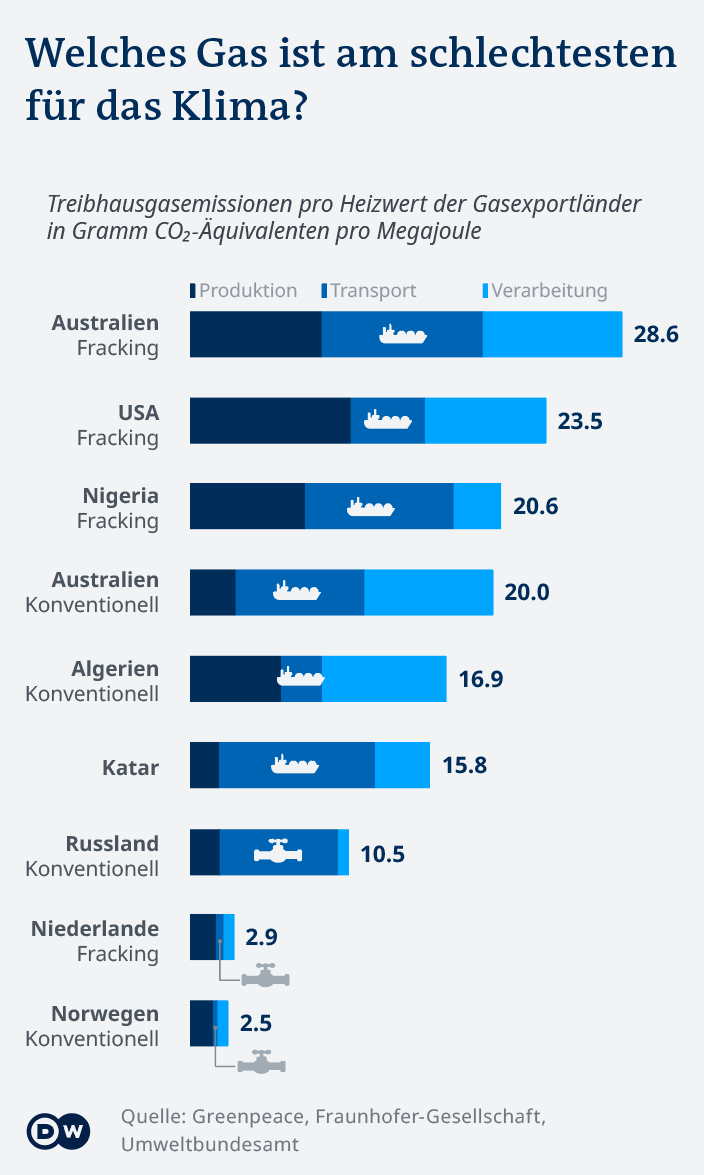 Welches Gas ist am schlechtesten
für das Klima?
Treibhausgasemissionen pro Heizwert der Gasexportländer
in Gramm CO₂-Äquivalenten pro Megajoule
Produktion Transport Verarbeitung
Australien
Fracking
28.6
USA
Fracking
23.5
Nigeria
Fracking
20.6
Australien
Konventionell
20.0
Algerien
Konventionell
16.9
Katar
15.8
Russland
Konventionell
10.5
Niederlande
Fracking
2.9
Norwegen
Konventionell
2.5
DW
Quelle: Greenpeace, Fraunhofer-Gesellschaft,
Umweltbundesamt